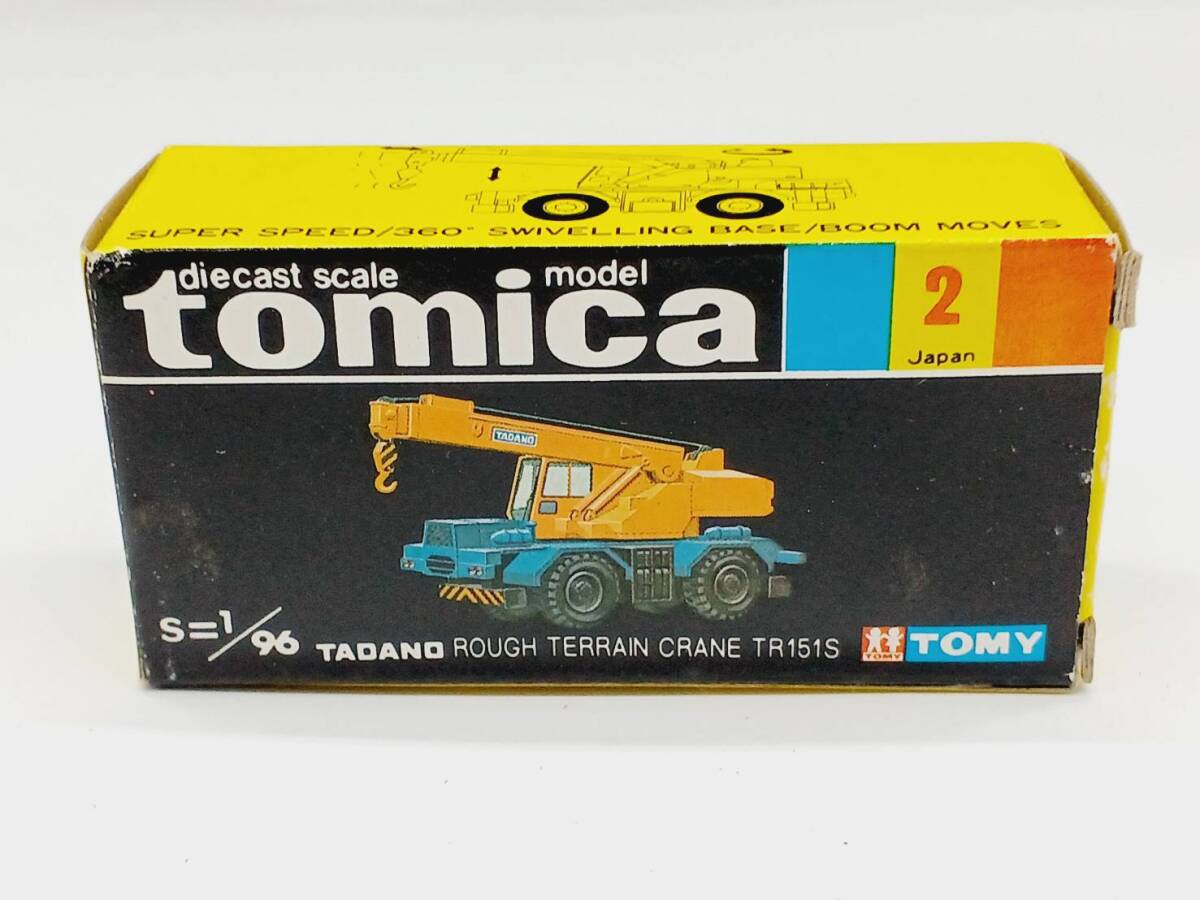 SUPER SPEED/360° SWIVELLING BASE/BOOM MOVES
diecast scale model
tomica
2
Japan
TADANO
S=1/96 TADANO ROUGH TERRAIN CRANE TR151S
TOMY TOMY